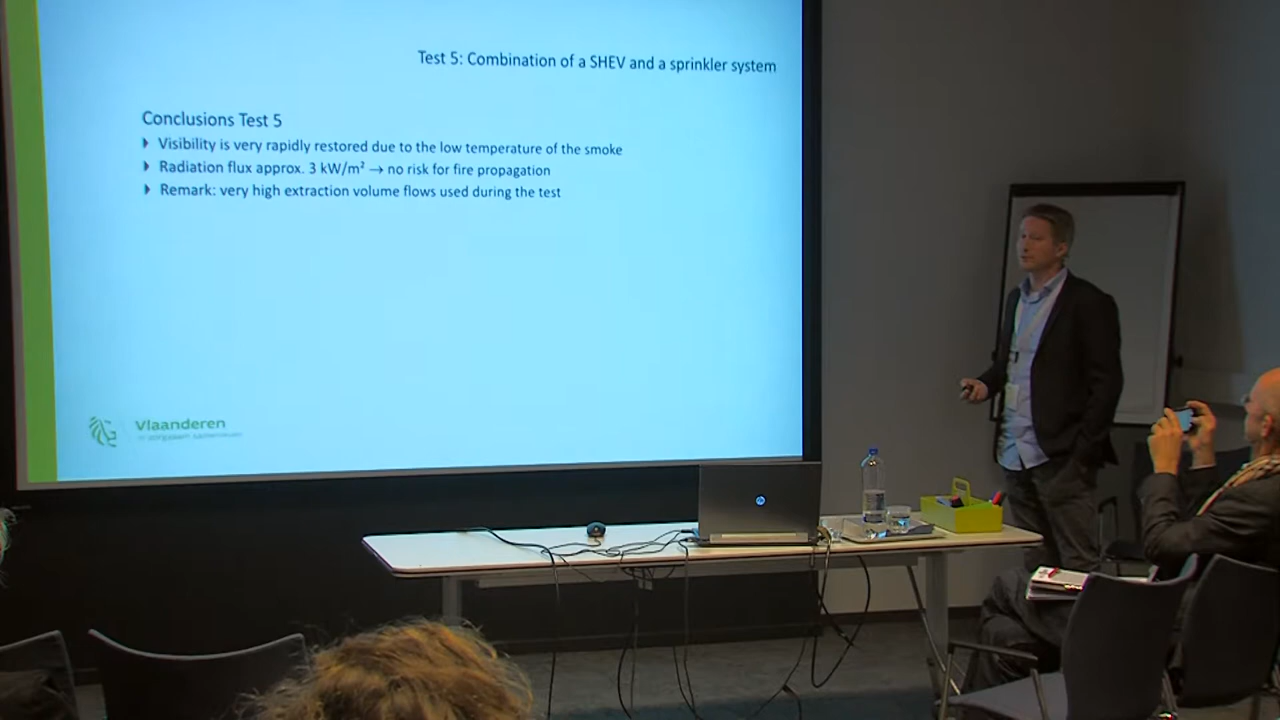 Test 5: Combination of a SHEV and a sprinkler system
Conclusions Test 5
Visibility is very rapidly restored due to the low temperature of the smoke
Radiation flux approx. 3 kW/m² → no risk for fire propagation
Remark: very high extraction volume flows used during the test
Vlaanderen
hp